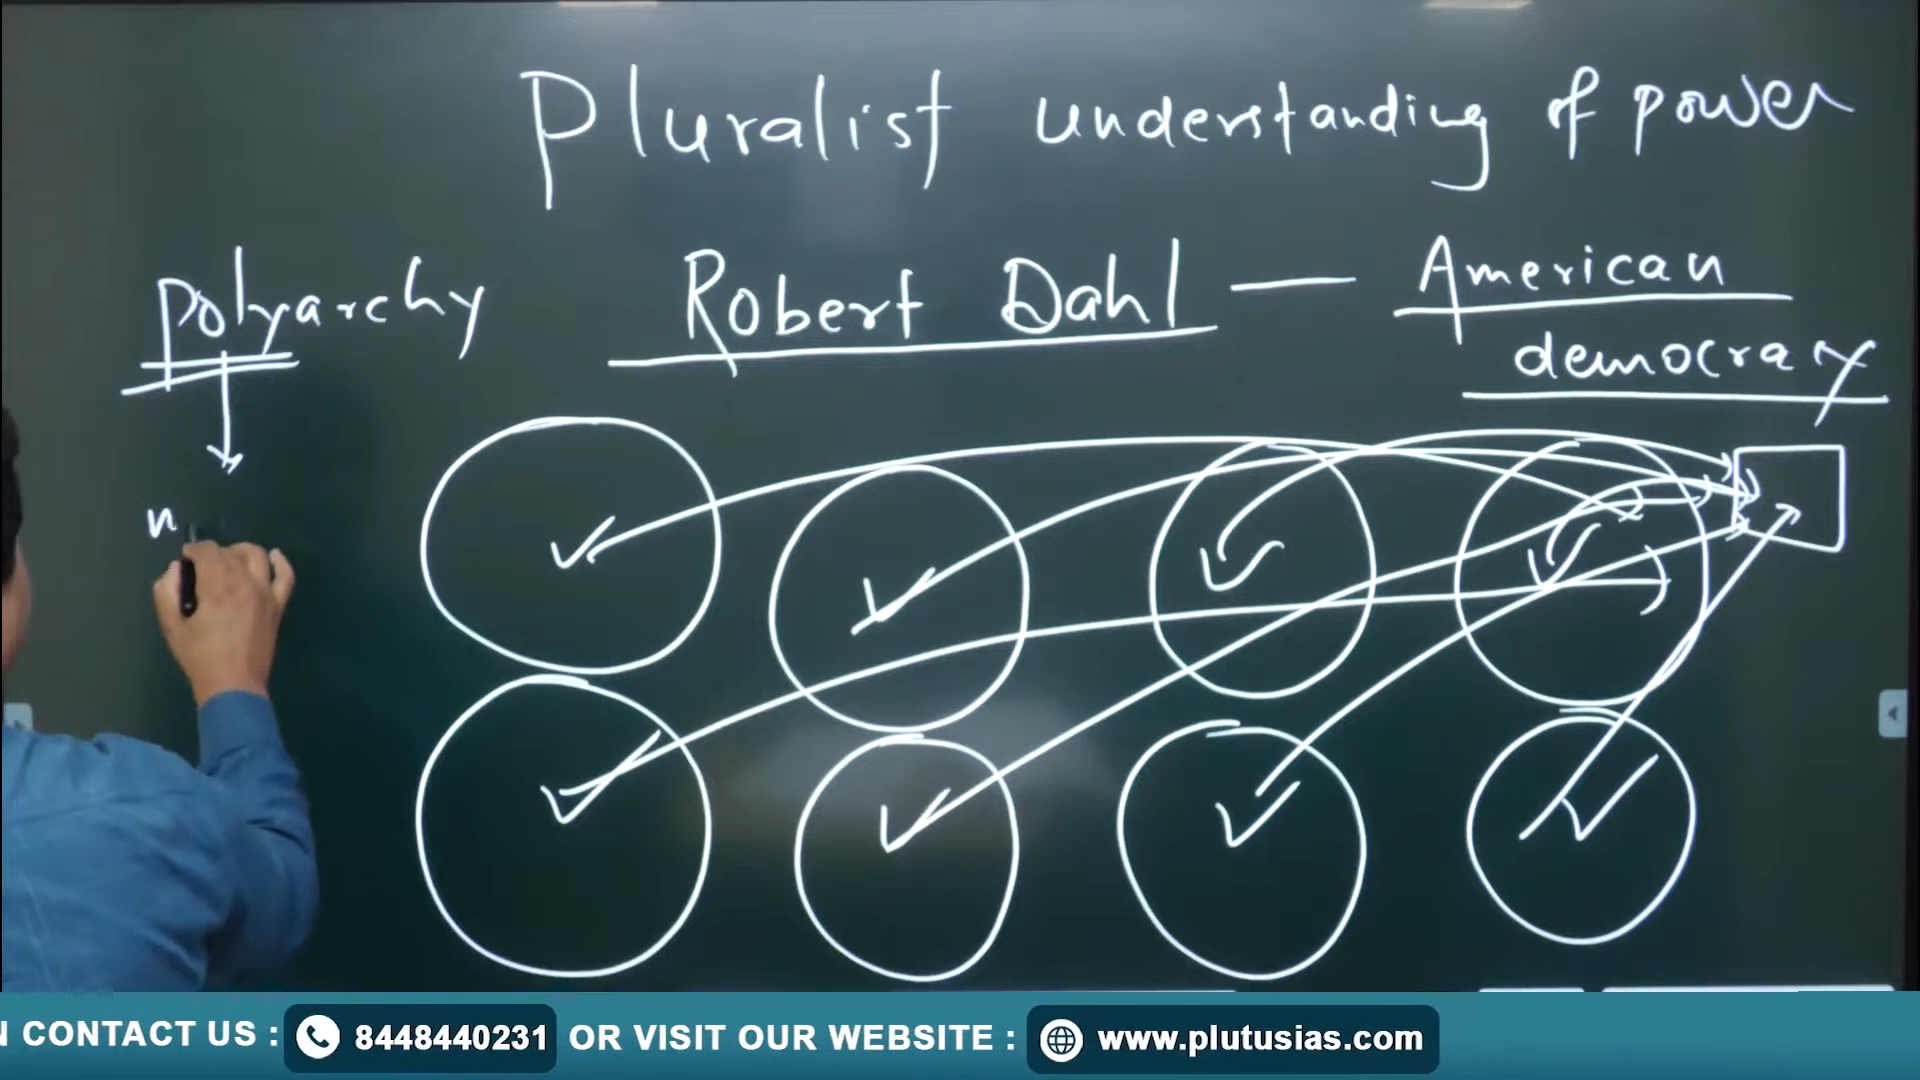 Pluralist understanding of power
polyarchy Robert Dahl — American
democracy
n
N CONTACT US : 8448440231 OR VISIT OUR WEBSITE : www.plutusias.com